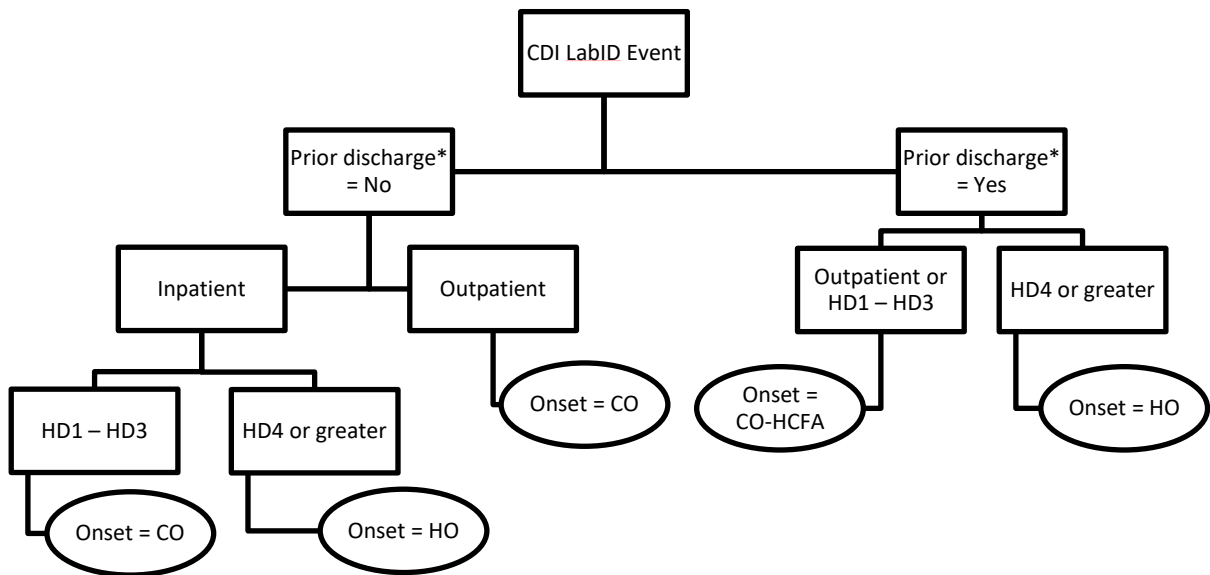 CDI LabID Event
Prior discharge*
= No
Prior discharge*
= Yes
Inpatient
Outpatient
Outpatient or
HD1 – HD3
HD4 or greater
HD1 – HD3
HD4 or greater
Onset = CO
Onset =
CO-HCFA
Onset = HO
Onset = CO
Onset = HO